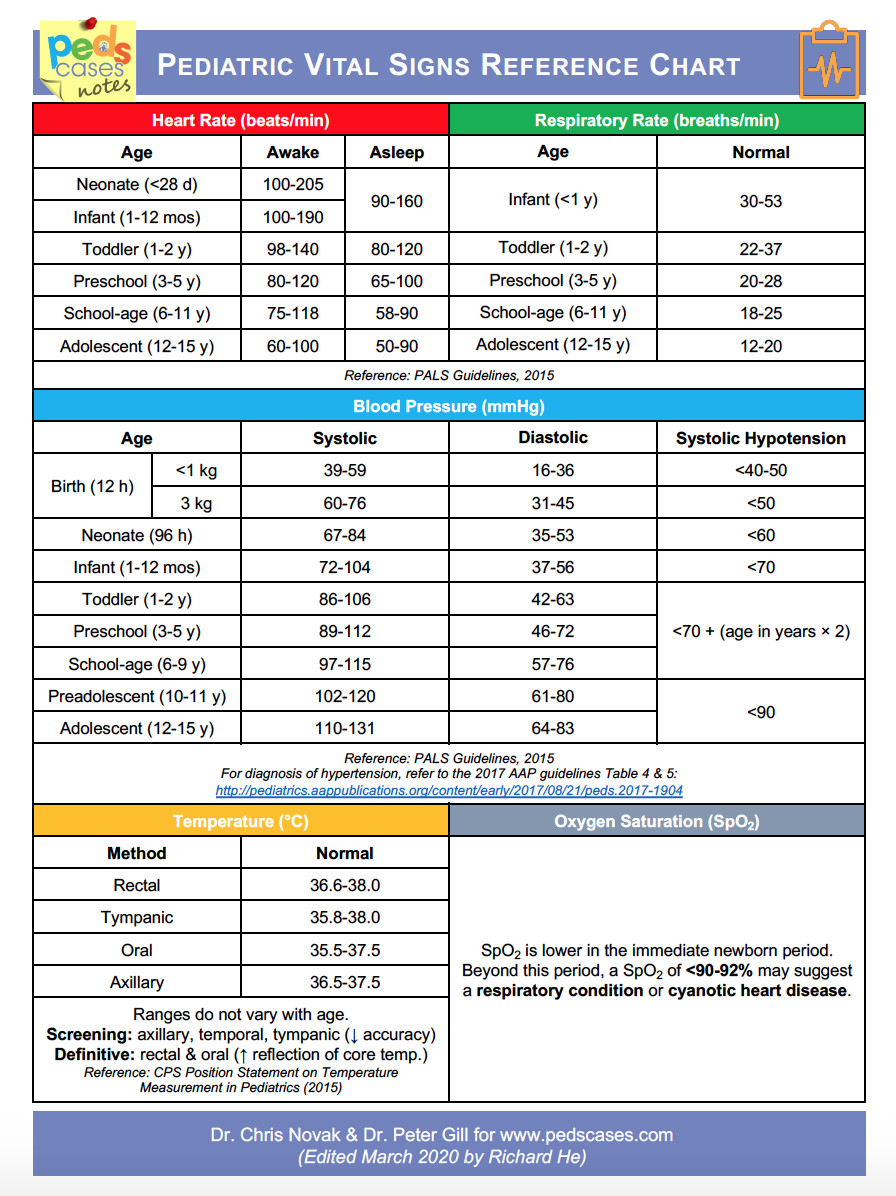 peds
cases
notes
PEDIATRIC VITAL SIGNS REFERENCE CHART
Heart Rate (beats/min)
Age Awake Asleep
Neonate (<28 d) 100-205 90-160
Infant (1-12 mos) 100-190
Toddler (1-2 y) 98-140 80-120
Preschool (3-5 y) 80-120 65-100
School-age (6-11 y) 75-118 58-90
Adolescent (12-15 y) 60-100 50-90
Respiratory Rate (breaths/min)
Age Normal
Infant (<1 y) 30-53
Toddler (1-2 y) 22-37
Preschool (3-5 y) 20-28
School-age (6-11 y) 18-25
Adolescent (12-15 y) 12-20
Reference: PALS Guidelines, 2015
Blood Pressure (mmHg)
Age Systolic Diastolic Systolic Hypotension
Birth (12 h) <1 kg 39-59 16-36 <40-50
3 kg 60-76 31-45 <50
Neonate (96 h) 67-84 35-53 <60
Infant (1-12 mos) 72-104 37-56 <70
Toddler (1-2 y) 86-106 42-63
Preschool (3-5 y) 89-112 46-72 <70 + (age in years × 2)
School-age (6-9 y) 97-115 57-76
Preadolescent (10-11 y) 102-120 61-80 <90
Adolescent (12-15 y) 110-131 64-83
Reference: PALS Guidelines, 2015
For diagnosis of hypertension, refer to the 2017 AAP guidelines Table 4 & 5:
http://pediatrics.aappublications.org/content/early/2017/08/21/peds.2017-1904
Temperature (°C)
Method Normal
Rectal 36.6-38.0
Tympanic 35.8-38.0
Oral 35.5-37.5
Axillary 36.5-37.5
Ranges do not vary with age.
Screening: axillary, temporal, tympanic (↓ accuracy)
Definitive: rectal & oral (↑ reflection of core temp.)
Reference: CPS Position Statement on Temperature
Measurement in Pediatrics (2015)
Oxygen Saturation (SpO₂)
SpO₂ is lower in the immediate newborn period.
Beyond this period, a SpO₂ of <90-92% may suggest
a respiratory condition or cyanotic heart disease.
Dr. Chris Novak & Dr. Peter Gill for www.pedscases.com
(Edited March 2020 by Richard He)